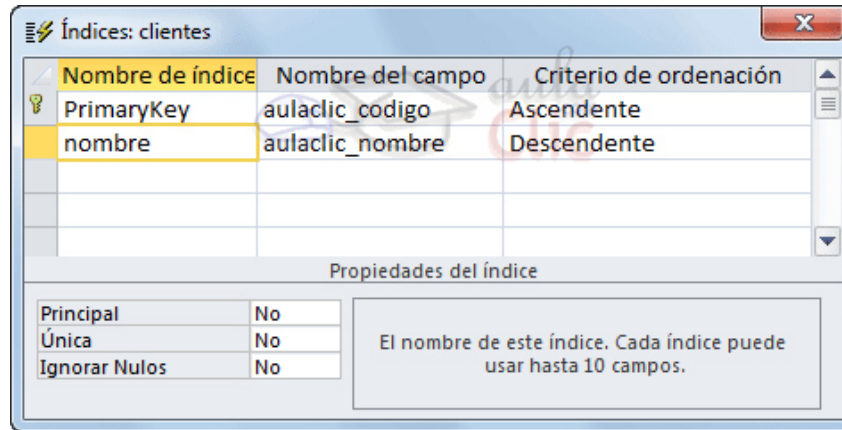 Índices: clientes
Nombre de índice Nombre del campo Criterio de ordenación
PrimaryKey aulaclic_codigo Ascendente
nombre aulaclic_nombre Descendente
Propiedades del índice
Principal No
Única No
Ignorar Nulos No
El nombre de este índice. Cada índice puede
usar hasta 10 campos.
aula
Clic